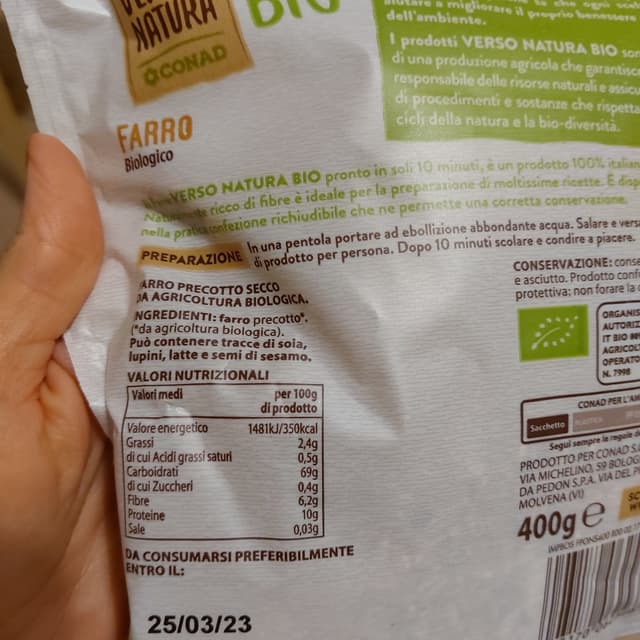 NATURA
CONAD
BIO
dell'ambiente.
I prodotti VERSO NATURA BIO
di una produzione agricola che
responsabile delle risorse naturali e
di procedimenti e sostanze che
cicli della natura e la bio-diversità.
FARRO
Biologico
VERSO NATURA BIO pronto in soli 10 minuti, è un prodotto 100%
ricco di fibre è ideale per la preparazione di moltissime ricette. È
nella pratica confezione richiudibile che ne permette una corretta conservazione.
PREPARAZIONE
In una pentola portare ad ebollizione abbondante acqua. Salare e
di prodotto per persona. Dopo 10 minuti scolare e condire a piacere.
FARRO PRECOTTO SECCO
DA AGRICOLTURA BIOLOGICA.
INGREDIENTI: farro precotto*.
(*da agricoltura biologica).
Può contenere tracce di soia,
lupini, latte e semi di sesamo.
VALORI NUTRIZIONALI
Valori medi per 100g
di prodotto
Valore energetico 1481kJ/350kcal
Grassi 2,4g
di cui Acidi grassi saturi 0,5g
Carboidrati 69g
di cui Zuccheri 0,4g
Fibre 6,2g
Proteine 10g
Sale 0,03g
DA CONSUMARSI PREFERIBILMENTE
ENTRO IL:
25/03/23
CONSERVAZIONE:
e asciutto. Prodotto
protettiva: non forare la
IT BIO
N. 7998
CONAD PER
Sacchetto
Segui sempre le regole
PRODOTTO PER CONAD
VIA MICHELINO, 59
DA PEDON S.P.A. VIA DEL
MOLVENA (VI)
400g e